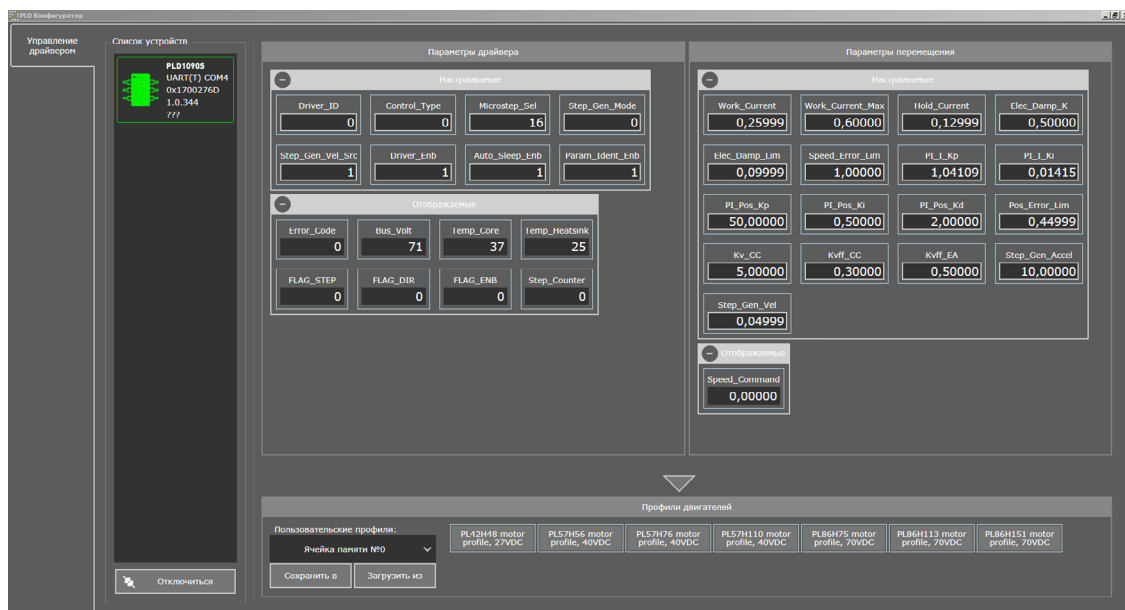 PLD Конфигуратор
Управление
драйвером
Список устройств
PLD1090S
UART(T) COM4
0x1700276D
1.0.344
???
Отключиться
Параметры драйвера
Настраиваемые
Driver_ID
0
Control_Type
0
Microstep_Sel
16
Step_Gen_Mode
0
Step_Gen_Vel_Src
1
Driver_Enb
1
Auto_Sleep_Enb
1
Param_Ident_Enb
1
Отображаемые
Error_Code
0
Bus_Volt
71
Temp_Core
37
Temp_Heatsink
25
FLAG_STEP
0
FLAG_DIR
0
FLAG_ENB
0
Step_Counter
0
Параметры перемещения
Настраиваемые
Work_Current
0,25999
Work_Current_Max
0,60000
Hold_Current
0,12999
Elec_Damp_K
0,50000
Elec_Damp_Lim
0,09999
Speed_Error_Lim
1,00000
PI_I_Kp
1,04109
PI_I_Ki
0,01415
PI_Pos_Kp
50,00000
PI_Pos_Ki
0,50000
PI_Pos_Kd
2,00000
Pos_Error_Lim
0,44999
Kv_CC
5,00000
Kvff_CC
0,30000
Kvff_EA
0,50000
Step_Gen_Accel
10,00000
Step_Gen_Vel
0,04999
Отображаемые
Speed_Command
0,00000
Профили двигателей
Пользовательские профили:
Ячейка памяти №0
Сохранить в
Загрузить из
PL42H48 motor
profile, 27VDC
PL57H56 motor
profile, 40VDC
PL57H76 motor
profile, 40VDC
PL57H110 motor
profile, 40VDC
PL86H75 motor
profile, 70VDC
PL86H113 motor
profile, 70VDC
PL86H151 motor
profile, 70VDC